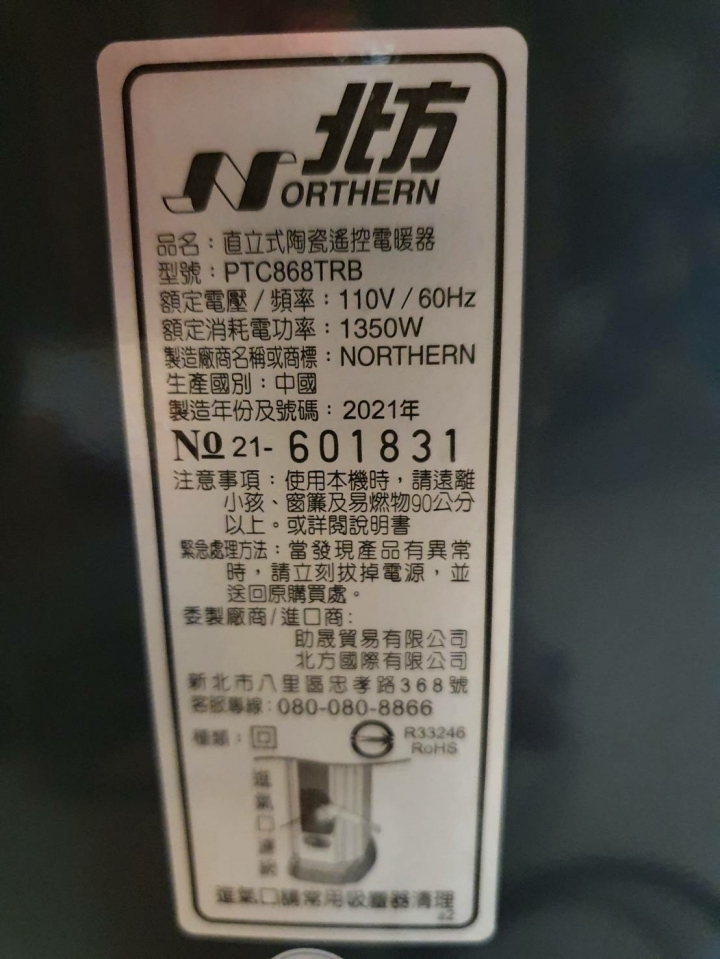 北方
NORTHERN
品名：直立式陶瓷遙控電暖器
型號：PTC868TRB
額定電壓／頻率：110V／60Hz
額定消耗電功率：1350W
製造廠商名稱或商標：NORTHERN
生產國別：中國
製造年份及號碼：2021年
No 21- 601831
注意事項：使用本機時，請遠離
小孩、窗簾及易燃物90公分
以上。或詳閱說明書
緊急處理方法：當發現產品有異常
時，請立刻拔掉電源，並
送回原購買處。
委製廠商/進口商：
助晟貿易有限公司
北方國際有限公司
新北市八里區忠孝路368號
客服專線：080-080-8866
種類：回
R33246
RoHS
進氣口濾網
進氣口請常用吸塵器清理